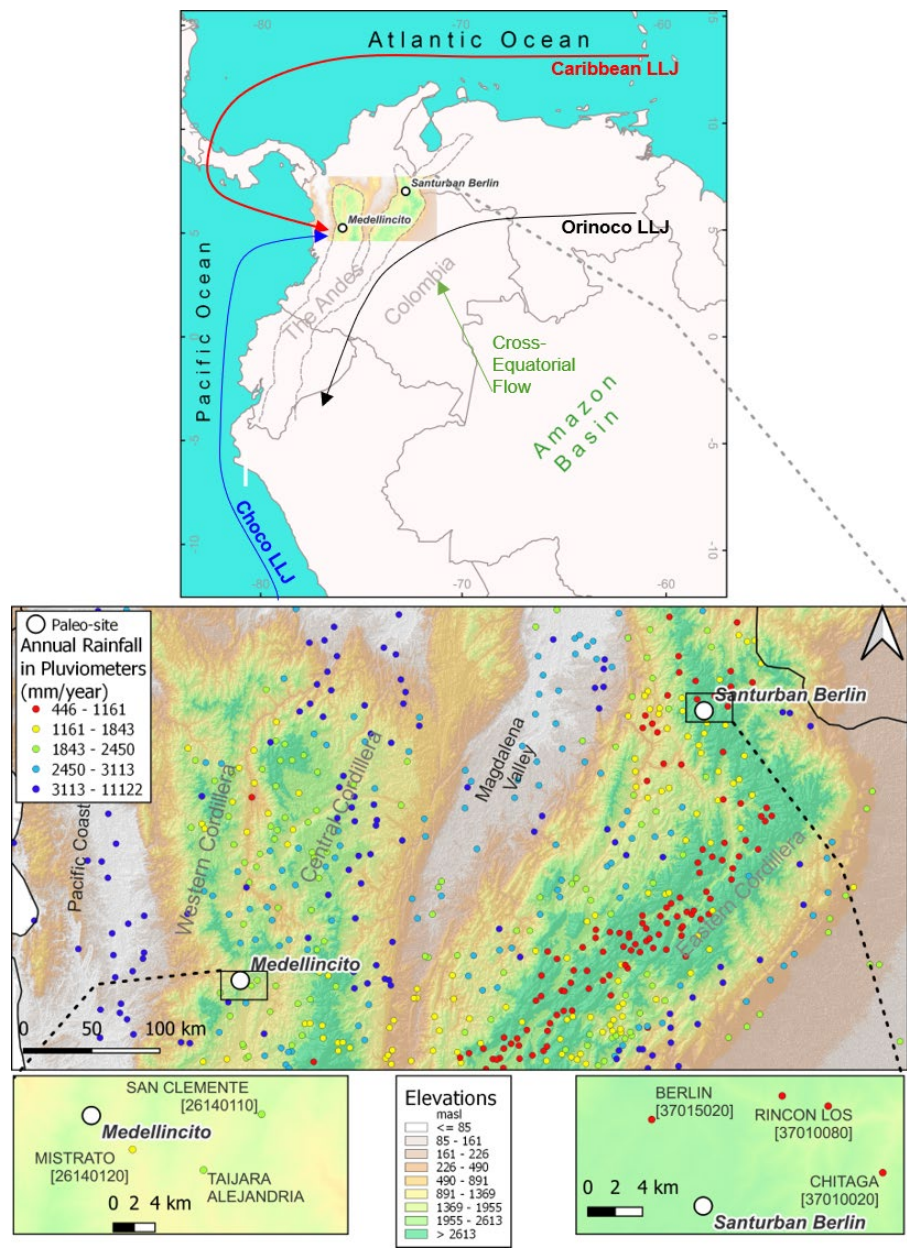 Atlantic Ocean
Caribbean LLJ
Santurban Berlin
Medellincito
Orinoco LLJ
Pacific Ocean
The Andes
Colombia
Cross-
Equatorial
Flow
Amazon
Basin
Choco LLJ
-80
-70
-60
15
10
5
0
-5
-10
-80
-70
-60
Paleo-site
Annual Rainfall
in Pluviometers
(mm/year)
446 - 1161
1161 - 1843
1843 - 2450
2450 - 3113
3113 - 11122
Pacific Coast
Western Cordillera
Central Cordillera
Magdalena
Valley
Eastern Cordillera
Santurban Berlin
Medellincito
0 50 100 km
SAN CLEMENTE
[26140110]
Medellincito
MISTRATO
[26140120]
TAIJARA
ALEJANDRIA
0 2 4 km
Elevations
masl
<= 85
85 - 161
161 - 226
226 - 490
490 - 891
891 - 1369
1369 - 1955
1955 - 2613
> 2613
BERLIN
[37015020]
RINCON LOS
[37010080]
CHITAGA
[37010020]
0 2 4 km
Santurban Berlin